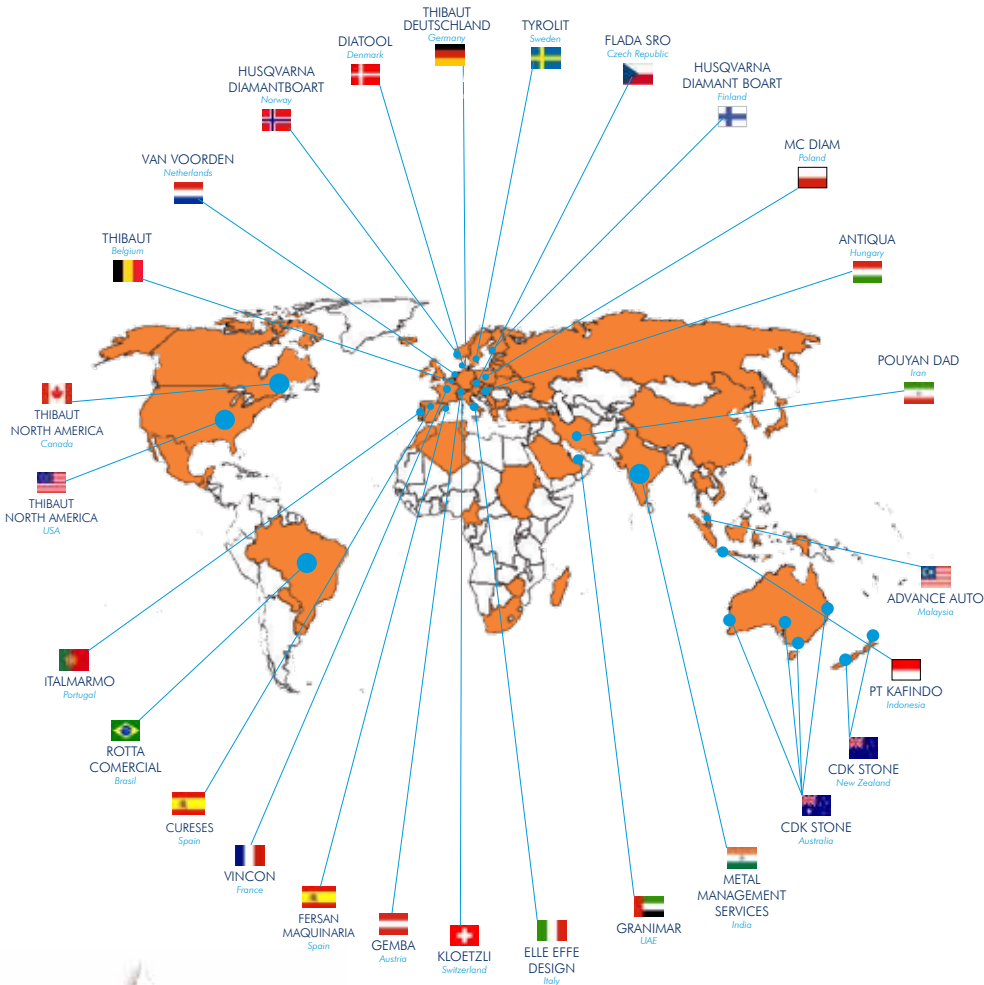 THIBAUT
DEUTSCHLAND
Germany
TYROLIT
Sweden
DIATOOL
Denmark
FLADA SRO
Czech Republic
HUSQVARNA
DIAMANTBOART
Norway
HUSQVARNA
DIAMANT BOART
Finland
VAN VOORDEN
Netherlands
MC DIAM
Poland
THIBAUT
Belgium
ANTIQUA
Hungary
POUYAN DAD
Iran
THIBAUT
NORTH AMERICA
Canada
THIBAUT
NORTH AMERICA
USA
ADVANCE AUTO
Malaysia
ITALMARMO
Portugal
PT KAFINDO
Indonesia
ROTTA
COMERCIAL
Brasil
CDK STONE
New Zealand
CURESES
Spain
CDK STONE
Australia
VINCON
France
METAL
MANAGEMENT
SERVICES
India
FERSAN
MAQUINARIA
Spain
GEMBA
Austria
KLOETZLI
Switzerland
ELLE EFFE
DESIGN
Italy
GRANIMAR
UAE